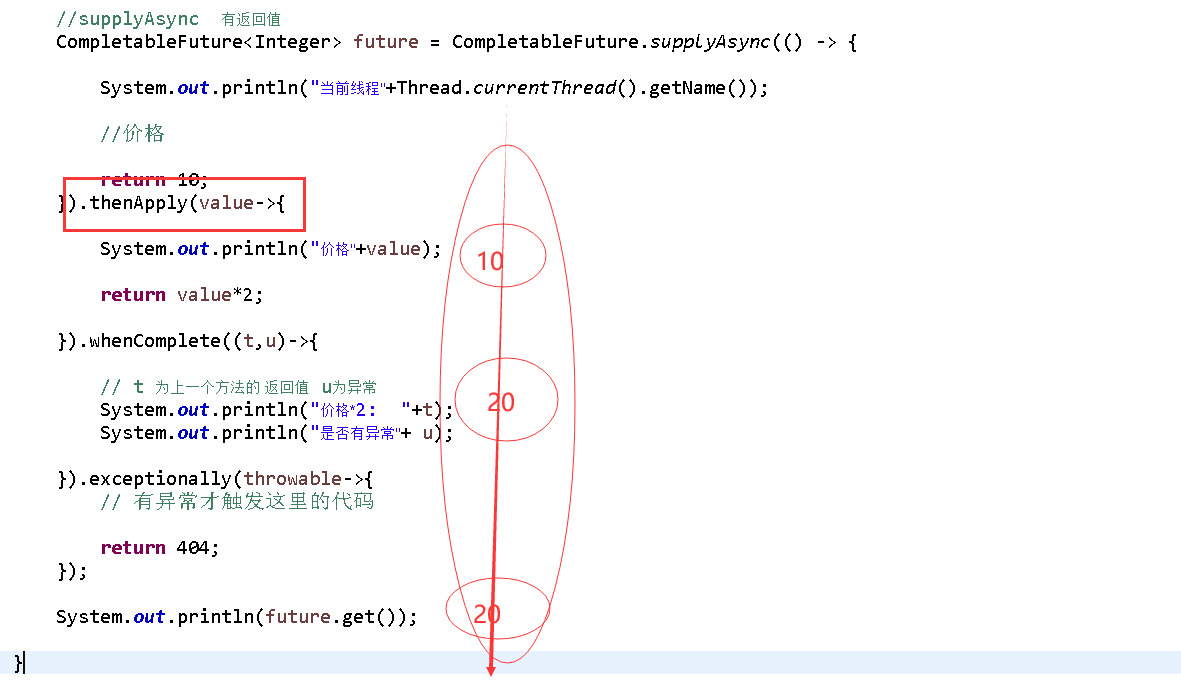 //supplyAsync  有返回值
CompletableFuture<Integer> future = CompletableFuture.supplyAsync(() -> {
System.out.println("当前线程"+Thread.currentThread().getName());
//价格
return 10;
}).thenApply(value->{
System.out.println("价格"+value);
10
return value*2;
}).whenComplete((t,u)->{
// t 为上一个方法的 返回值 u为异常
System.out.println("价格*2:  "+t);
20
System.out.println("是否有异常"+ u);
}).exceptionally(throwable->{
// 有异常才触发这里的代码
return 404;
});
System.out.println(future.get());
20
}